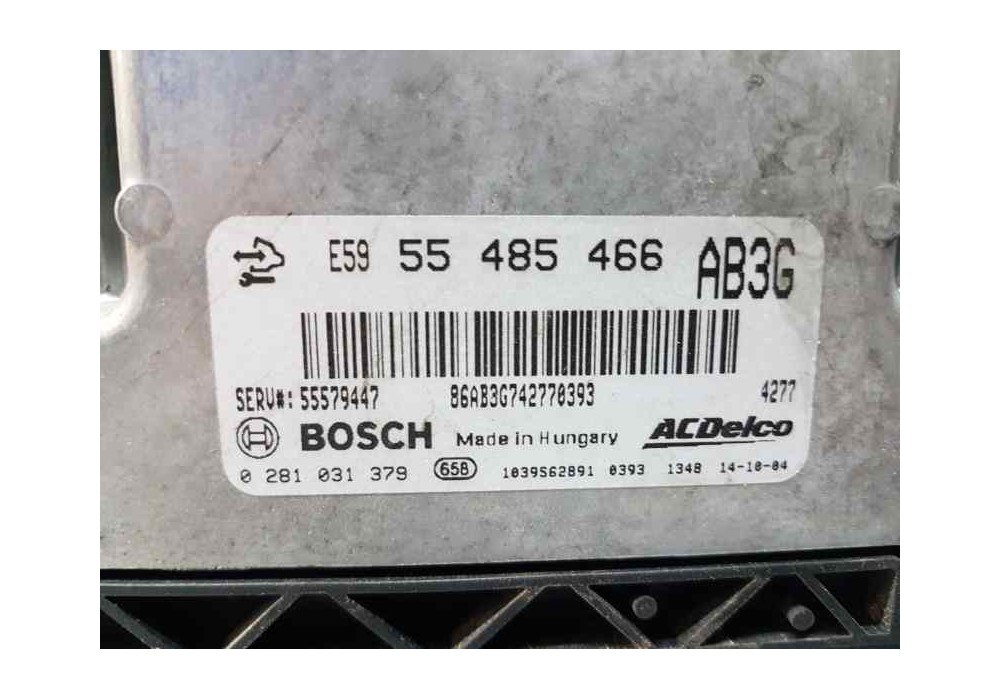 E59 55 485 466 AB3G
SERV#: 55579447 86AB3G742770393 4277
BOSCH Made in Hungary ACDelco
0 281 031 379 658 1039S62891 0393 1348 14-10-04